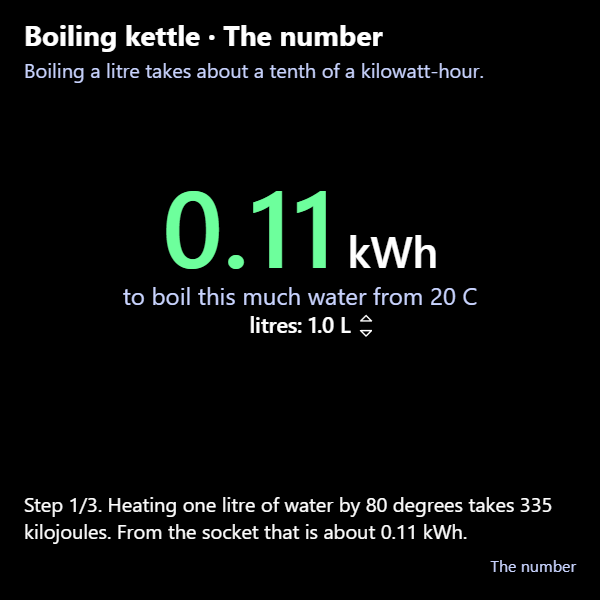 Boiling kettle · The number
Boiling a litre takes about a tenth of a kilowatt-hour.
0.11 kWh
to boil this much water from 20 C
litres: 1.0 L
Step 1/3. Heating one litre of water by 80 degrees takes 335
kilojoules. From the socket that is about 0.11 kWh.
The number